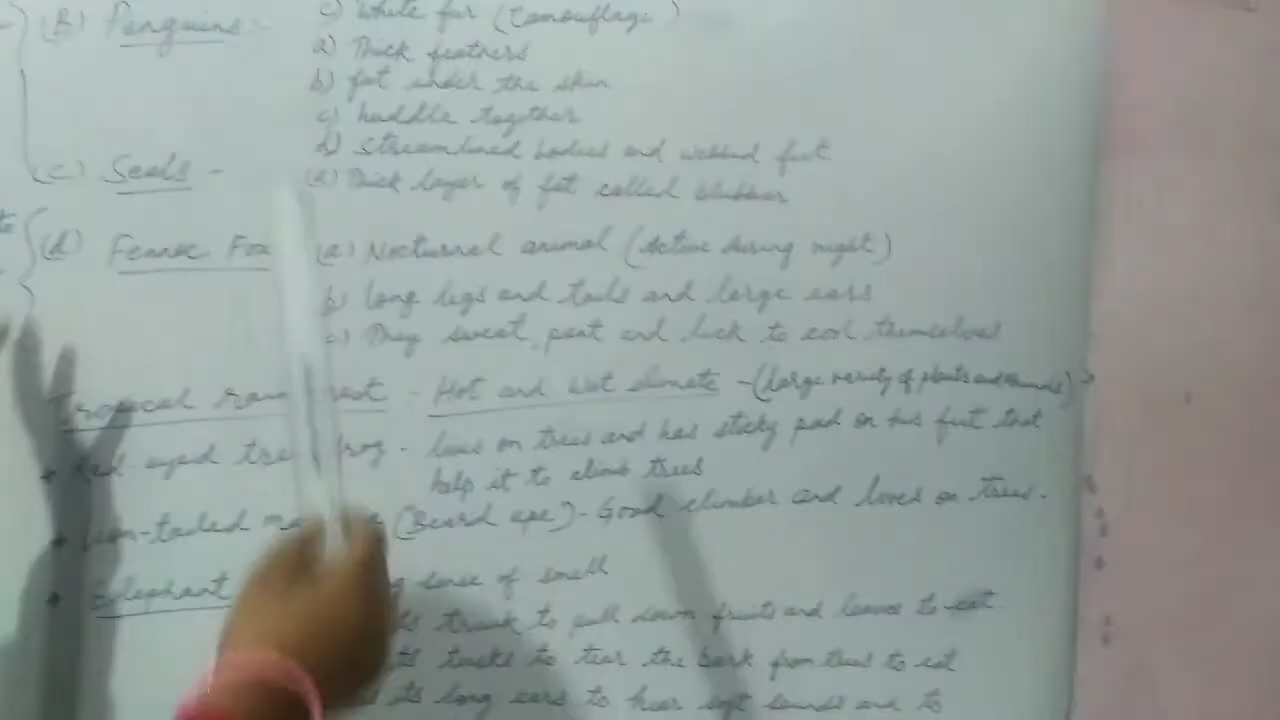 c) White fur (Camouflage)
(B) Penguins - a) Thick feathers
b) fat under the skin
c) huddle together
d) Streamlined bodies and webbed feet
(C) Seals - (a) Thick layer of fat called blubber
(d) Fennec Fox (a) Nocturnal animal (Active during night)
b) long legs and tails and large ears
c) They sweat, pant and lick to cool themselves
Tropical rainforest - Hot and Wet climate - (Large variety of plants and animals)
• Red eyed tree frog - lives on trees and has sticky pad on his feet that
help it to climb trees
• Lion-tailed (Beard ape) - Good climber and lives on trees.
• Elephant sense of smell
trunk to pull down fruits and leaves to eat
tusks to tear the bark from trees to eat
its long ears to hear soft sounds and to